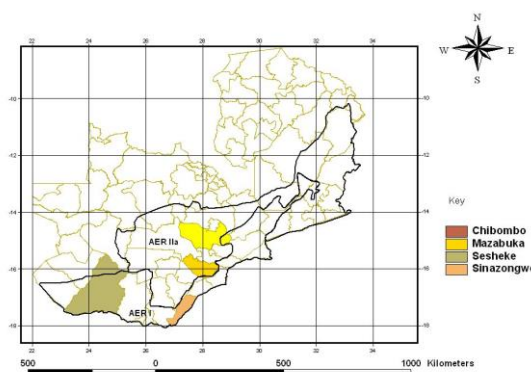 N
W E
S
22 24 26 28 30 32 34
-10 -10
-12 -12
-14 -14
-16 -16
-18 -18
AER IIa
AER I
22 24 26 28 30 32 34
Key
Chibombo
Mazabuka
Sesheke
Sinazongwe
500 0 500 1000 Kilometers